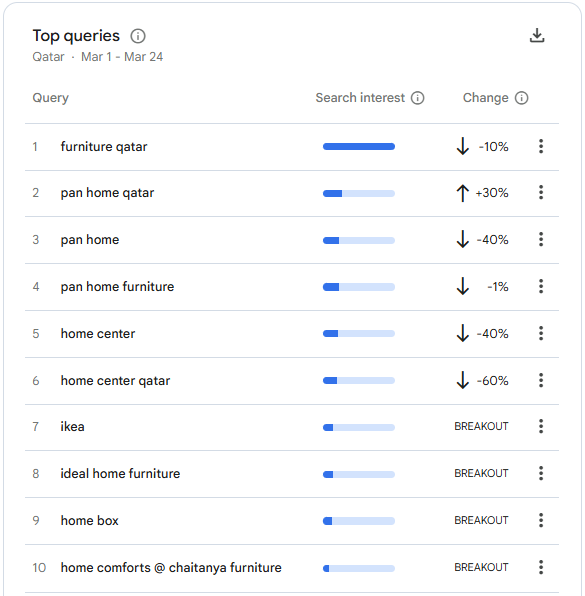 Top queries
Qatar · Mar 1 - Mar 24
Query Search interest Change
1 furniture qatar -10%
2 pan home qatar +30%
3 pan home -40%
4 pan home furniture -1%
5 home center -40%
6 home center qatar -60%
7 ikea BREAKOUT
8 ideal home furniture BREAKOUT
9 home box BREAKOUT
10 home comforts @ chaitanya furniture BREAKOUT